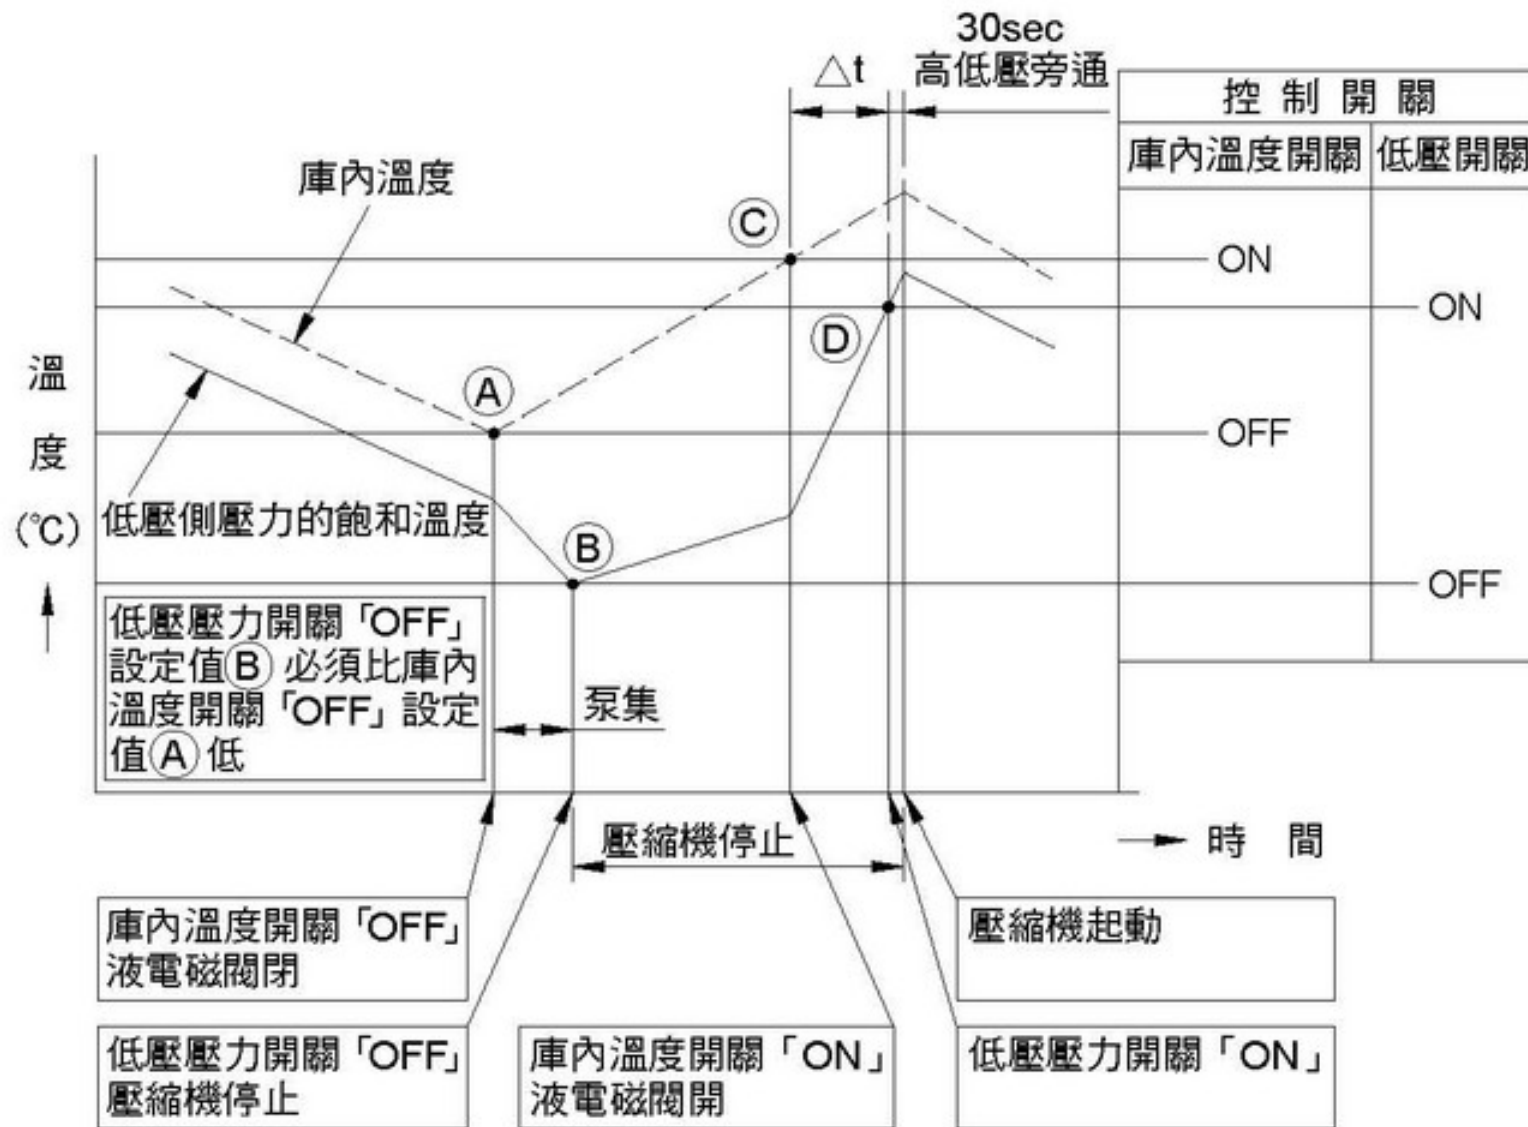 30sec
△t
高低壓旁通
控制開關
庫內溫度開關
低壓開關
庫內溫度
C
ON
ON
D
溫
度
(℃)
A
OFF
低壓側壓力的飽和溫度
B
OFF
低壓壓力開關「OFF」
設定值B 必須比庫內
溫度開關「OFF」設定
值A 低
泵集
壓縮機停止
時 間
庫內溫度開關「OFF」
液電磁閥閉
壓縮機起動
低壓壓力開關「OFF」
壓縮機停止
庫內溫度開關「ON」
液電磁閥開
低壓壓力開關「ON」